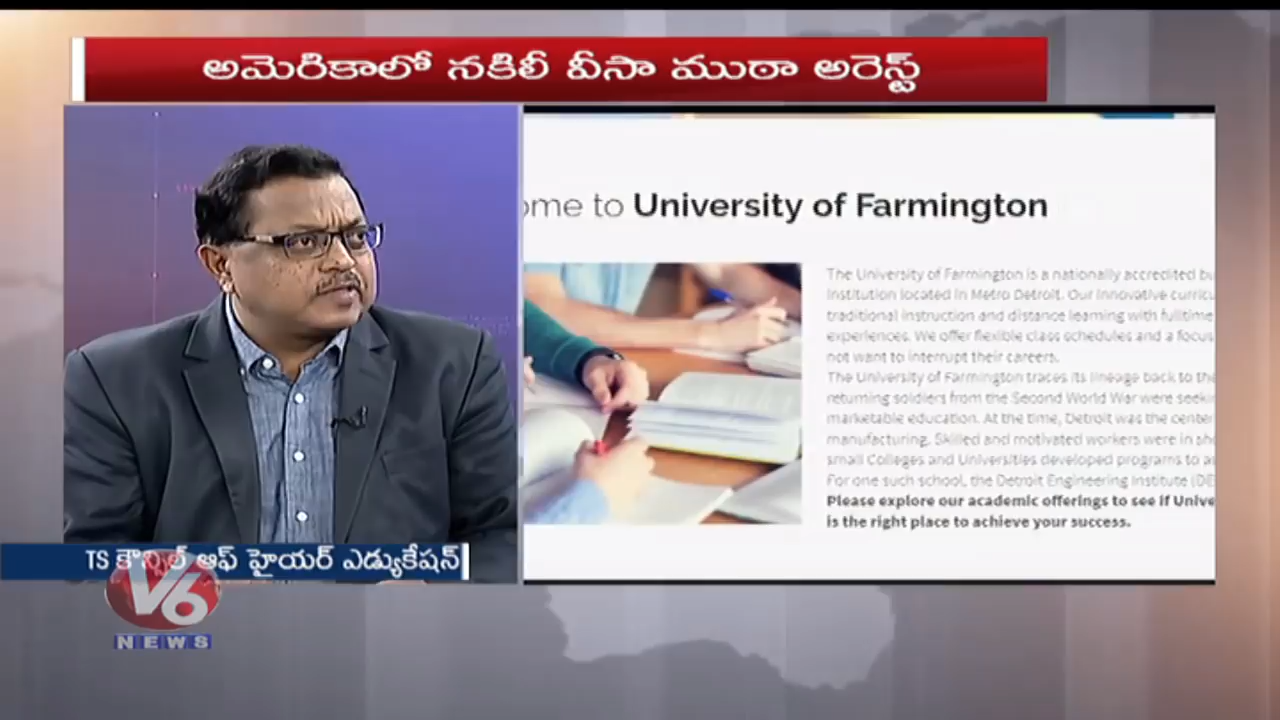 అమెరికాలో నకిలీ వీసా ముఠా అరెస్ట్
ome to University of Farmington
The University of Farmington is a nationally accredited bu
institution located in Metro Detroit. Our innovative curricu
traditional instruction and distance learning with fulltime
experiences. We offer flexible class schedules and a focus
not want to interrupt their careers.
The University of Farmington traces its lineage back to the
returning soldiers from the Second World War were seeki
marketable education. At the time, Detroit was the center
manufacturing. Skilled and motivated workers were in sho
small Colleges and Universities developed programs to as
For one such school, the Detroit Engineering Institute (DE
Please explore our academic offerings to see if Unive
is the right place to achieve your success.
TS కౌన్సిల్ ఆఫ్ హైయర్ ఎడ్యుకేషన్
V6
NEWS